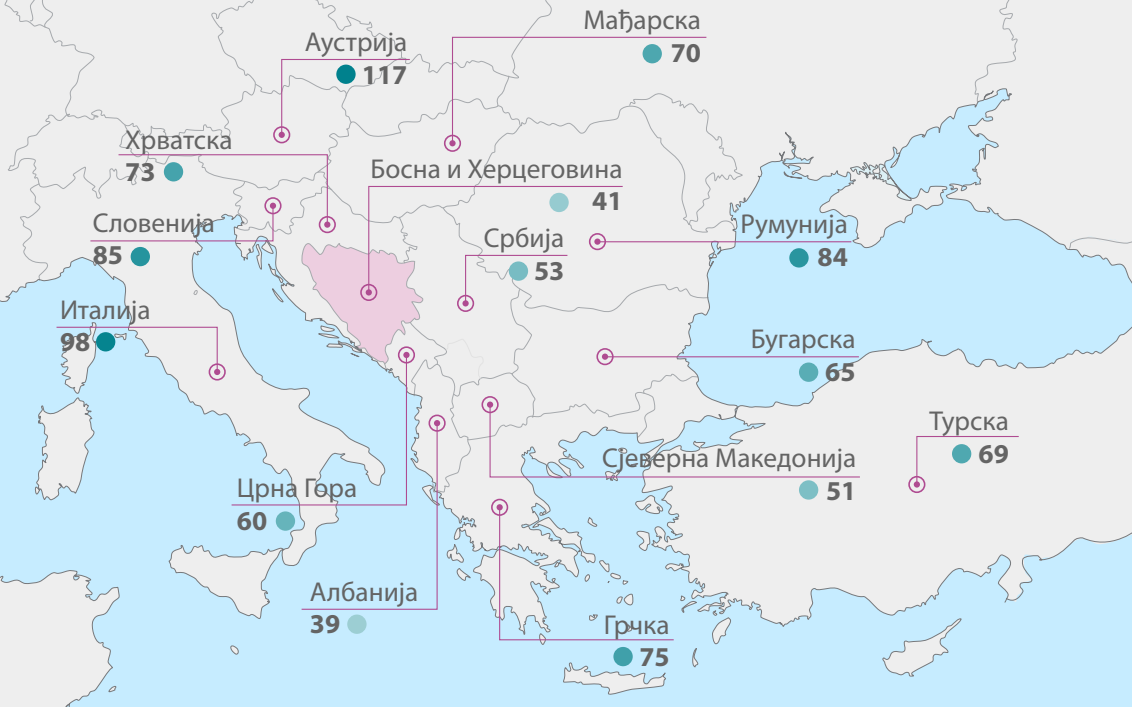 Мађарска
70
Аустрија
117
Хрватска
73
Босна и Херцеговина
41
Словенија
85
Србија
53
Румунија
84
Италија
98
Бугарска
65
Турска
69
Сјеверна Македонија
51
Црна Гора
60
Албанија
39
Грчка
75